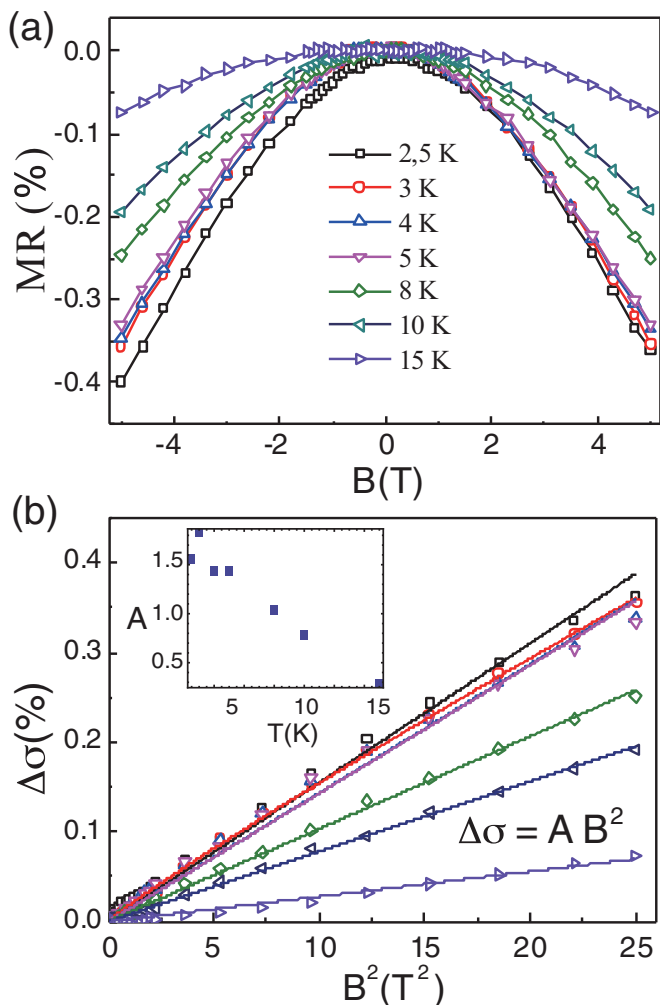 (a)
0.0
-0.1
-0.2
-0.3
-0.4
MR (%)
2,5 K
3 K
4 K
5 K
8 K
10 K
15 K
-4 -2 0 2 4
B(T)
(b)
0.4
0.3
0.2
0.1
0.0
Δσ(%)
1.5
1.0
0.5
A
5 10 15
T(K)
Δσ = A B²
0 5 10 15 20 25
B²(T²)